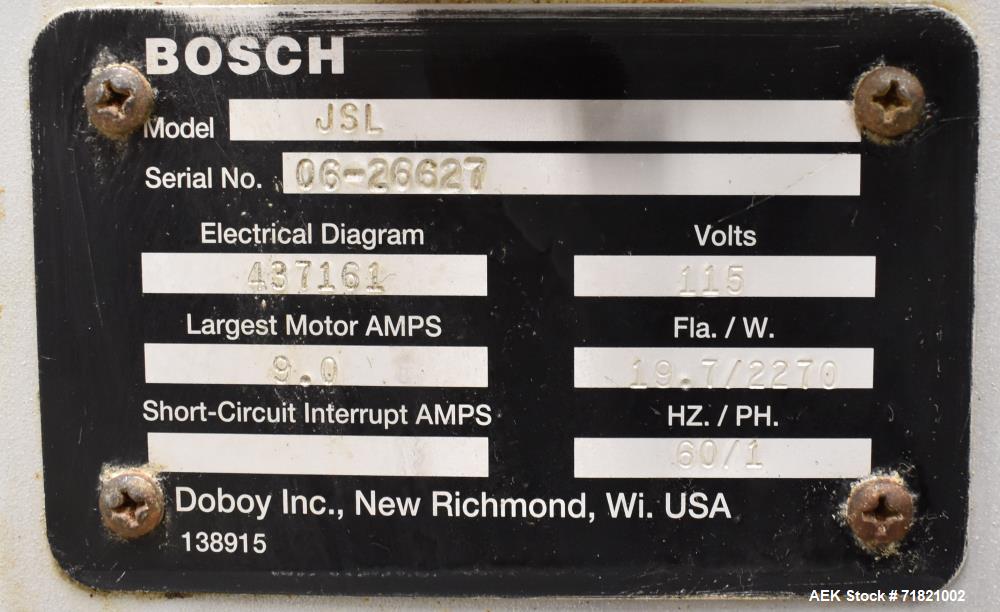 BOSCH
Model JSL
Serial No. 06-26627
Electrical Diagram Volts
437161 115
Largest Motor AMPS Fla. / W.
9.0 19.7/2270
Short-Circuit Interrupt AMPS HZ. / PH.
60/1
Doboy Inc., New Richmond, Wi. USA
138915
AEK Stock # 71821002